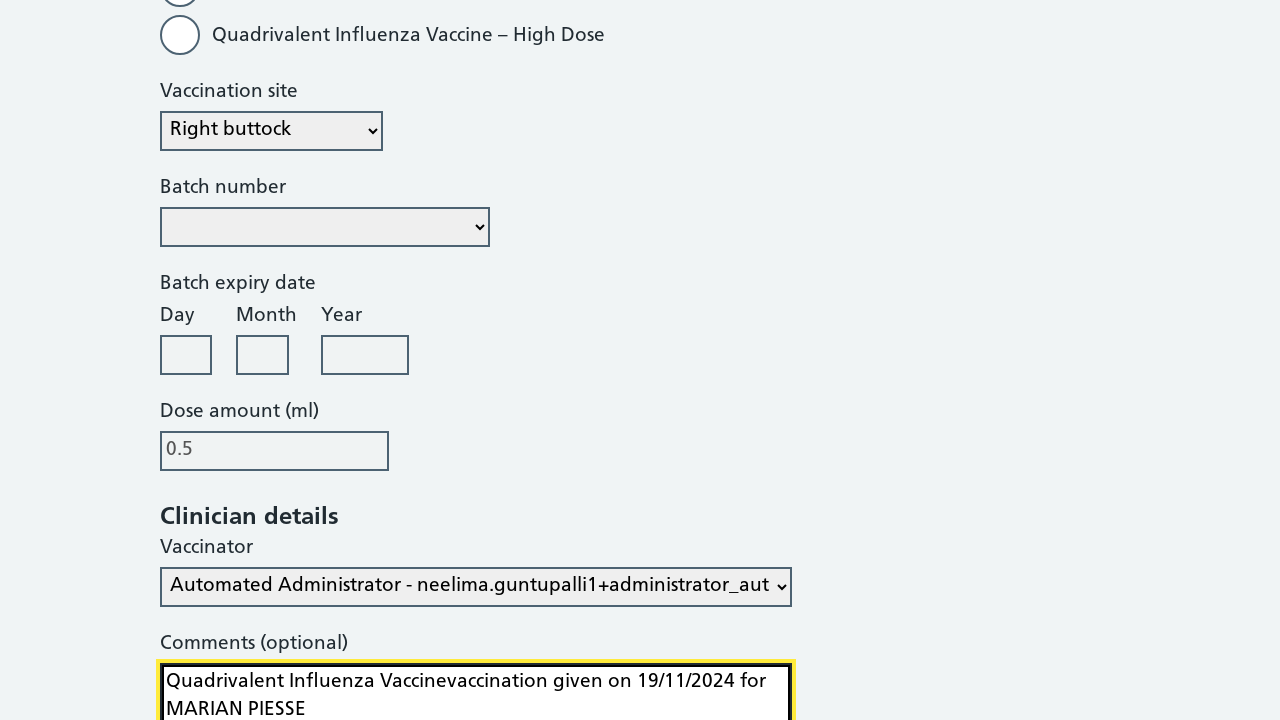 Quadrivalent Influenza Vaccine – High Dose
Vaccination site
Right buttock
Batch number
Batch expiry date
Day Month Year
Dose amount (ml)
0.5
Clinician details
Vaccinator
Automated Administrator - neelima.guntupalli1+administrator_aut
Comments (optional)
Quadrivalent Influenza Vaccinevaccination given on 19/11/2024 for
MARIAN PIESSE